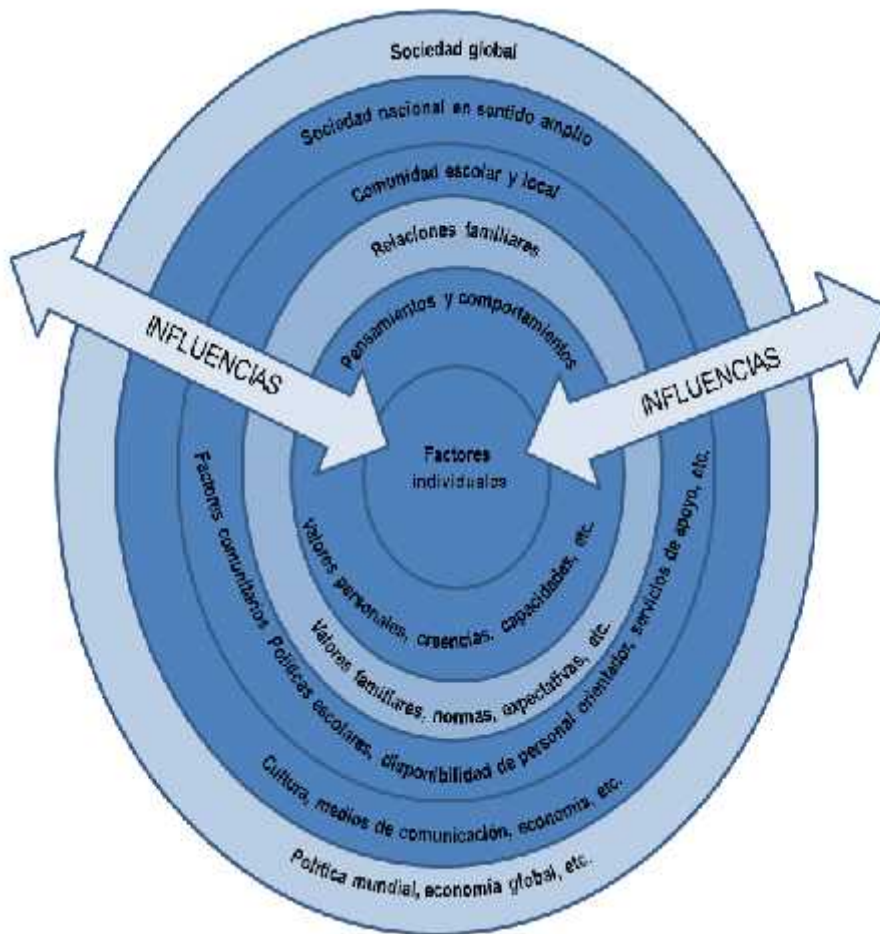 Sociedad global
Sociedad nacional en sentido amplio
Comunidad escolar y local
Relaciones familiares
Pensamientos y comportamientos
INFLUENCIAS
INFLUENCIAS
Factores
individuales
Valores personales, creencias, capacidades, etc.
Valores familiares, normas, expectativas, etc.
Factores comunitarios Políticas escolares, disponibilidad de personal orientador, servicios de apoyo, etc.
Cultura, medios de comunicación, economía, etc.
Política mundial, economía global, etc.